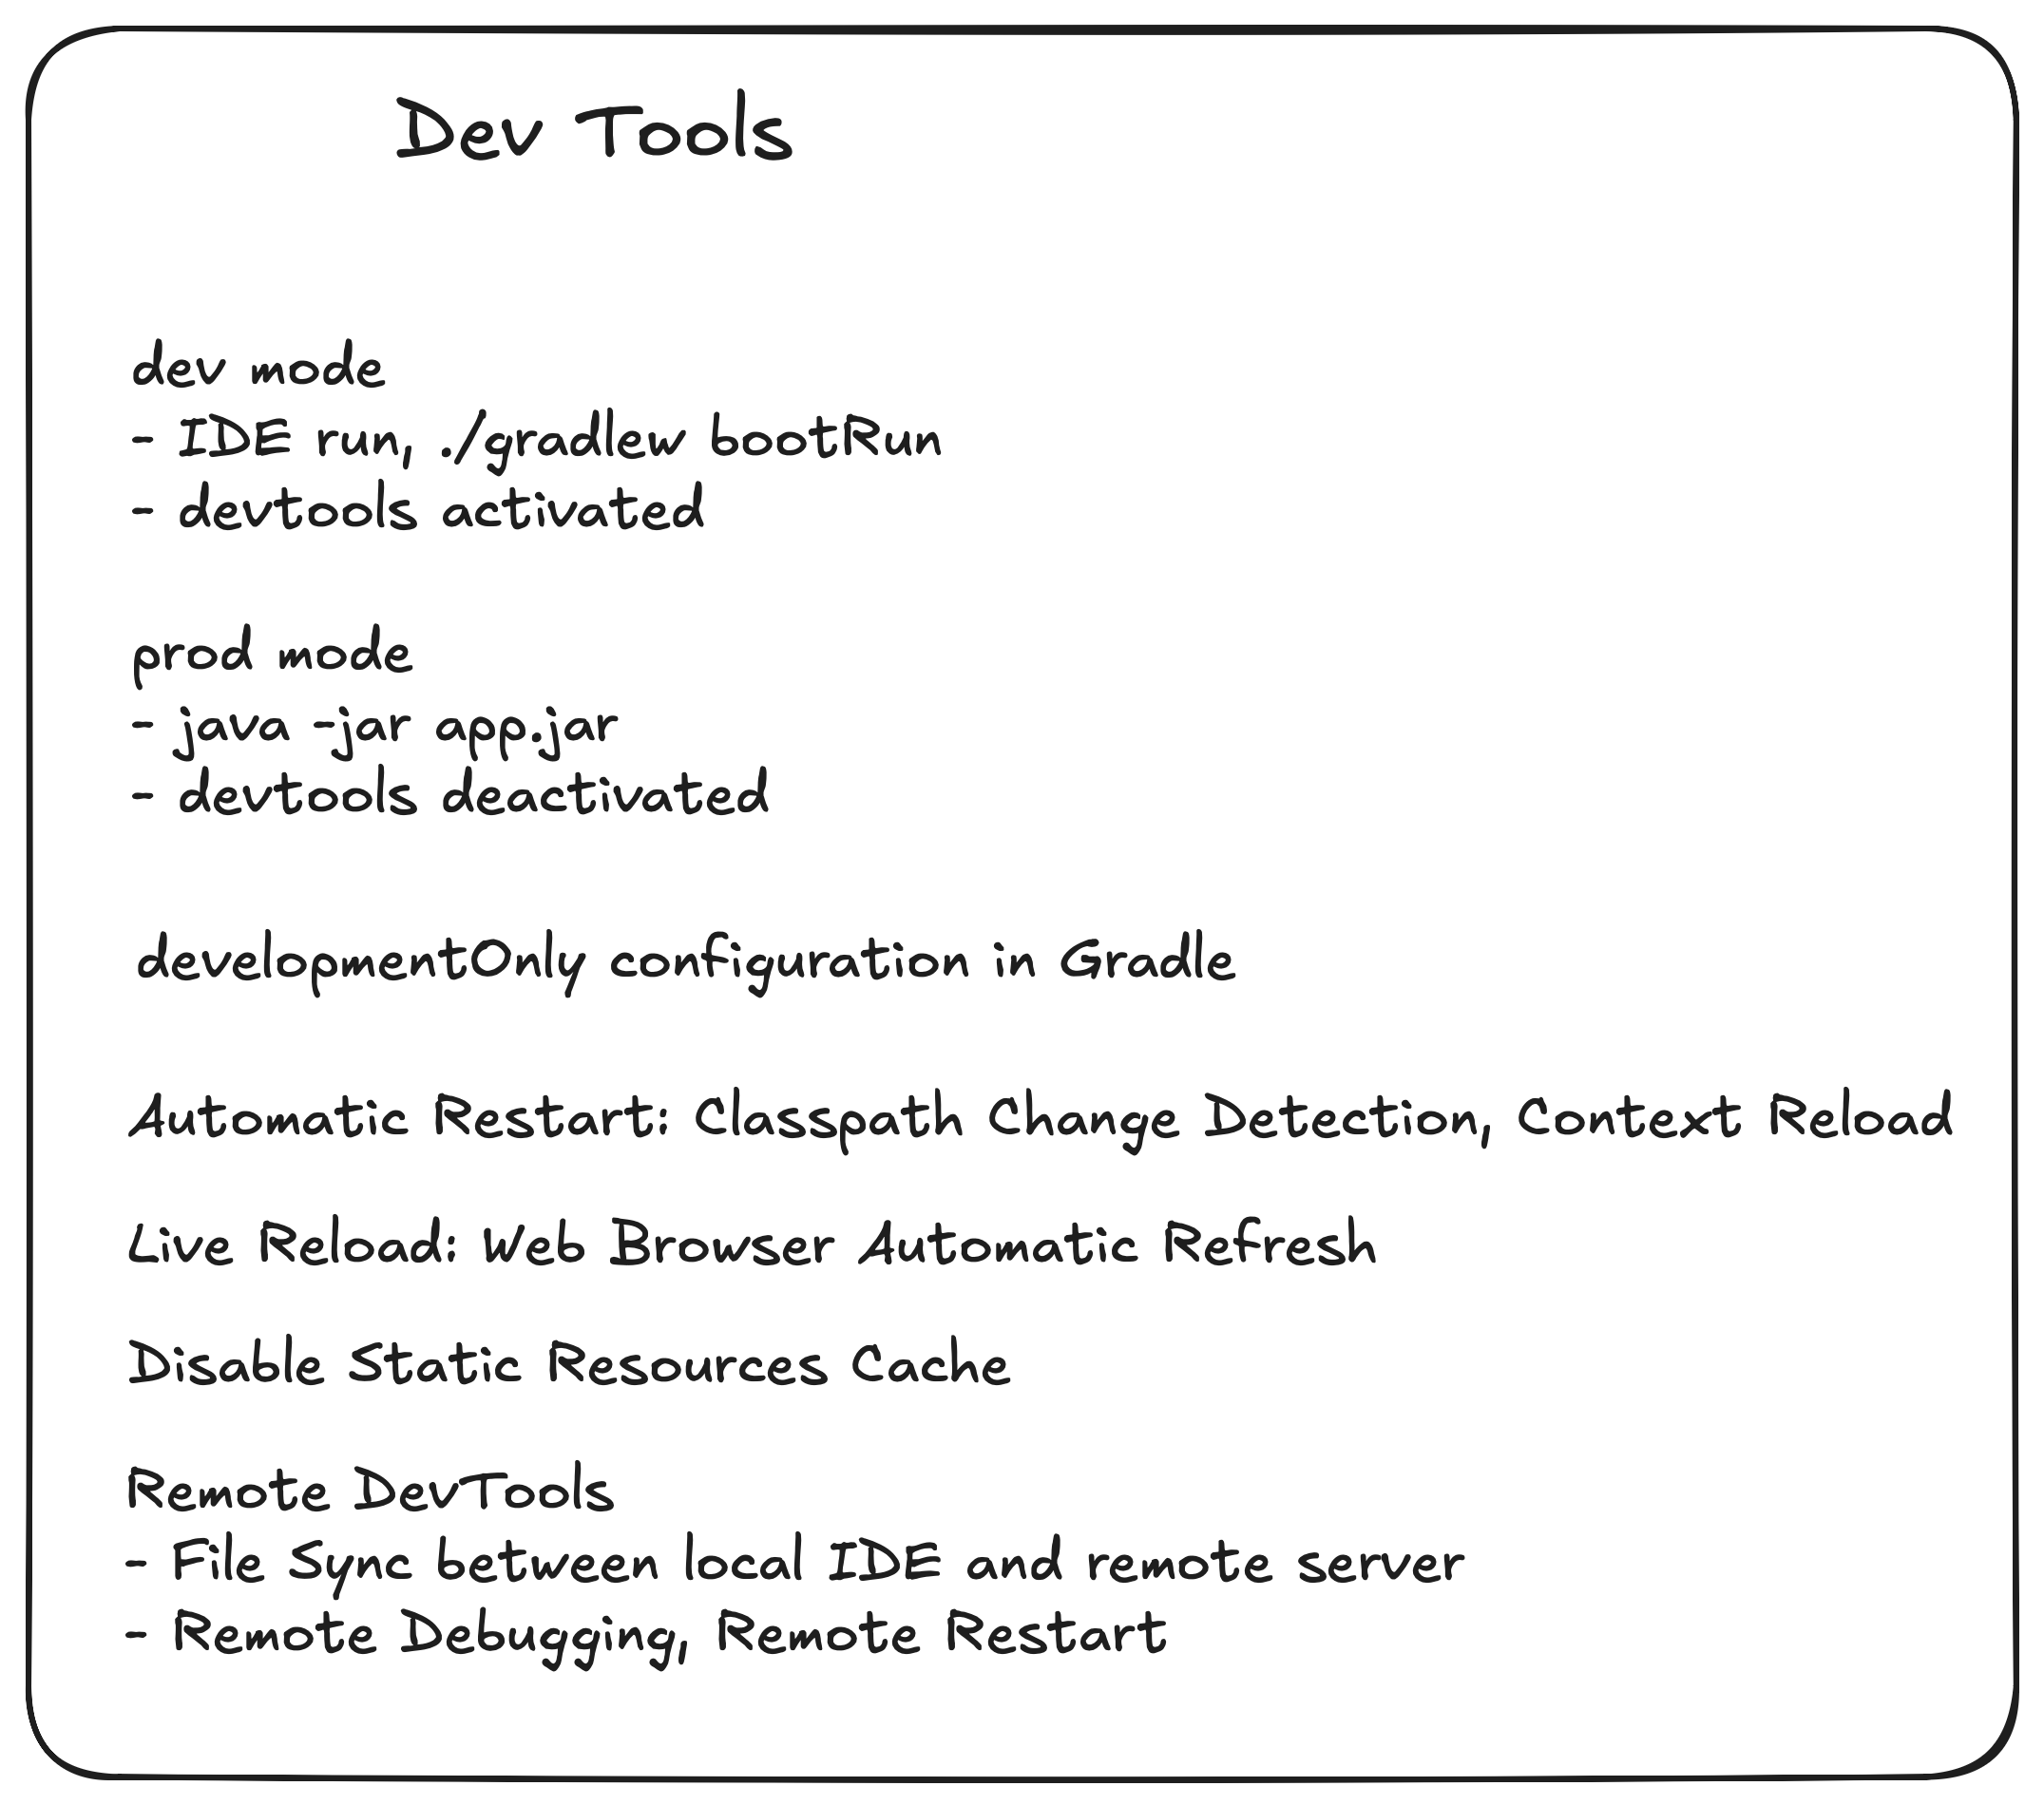 Dev Tools
dev mode
- IDE run, ./gradlew bootRun
- devtools activated
prod mode
- java -jar app.jar
- devtools deactivated
developmentOnly configuration in Gradle
Automatic Restart: Classpath Change Detection, Context Reload
Live Reload: Web Browser Automatic Refresh
Disable Static Resources Cache
Remote DevTools
- File Sync between local IDE and remote server
- Remote Debugging, Remote Restart